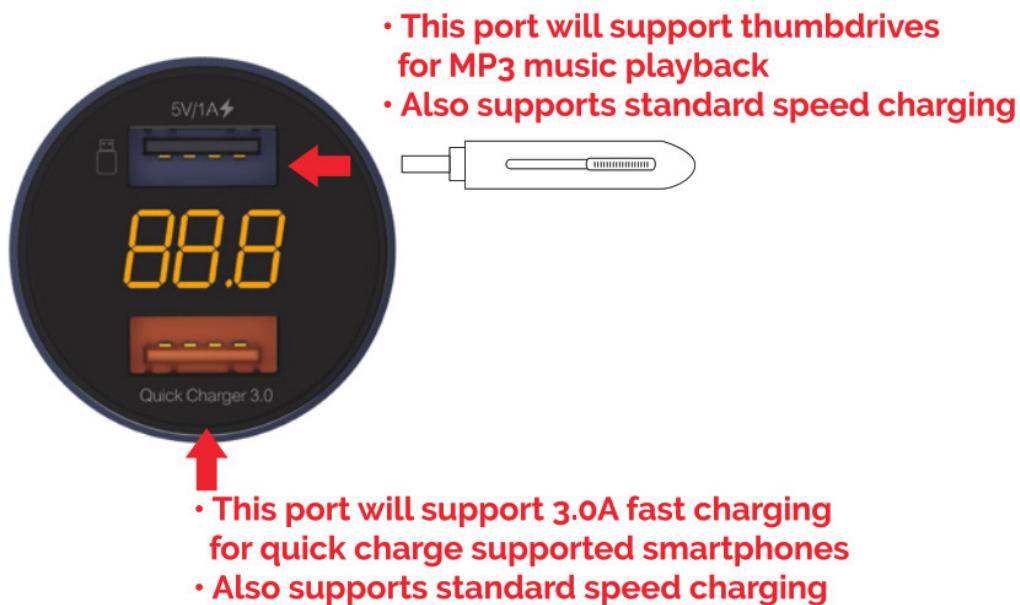 • This port will support thumbdrives
for MP3 music playback
• Also supports standard speed charging
5V/1A⚡
88.8
Quick Charger 3.0
• This port will support 3.0A fast charging
for quick charge supported smartphones
• Also supports standard speed charging